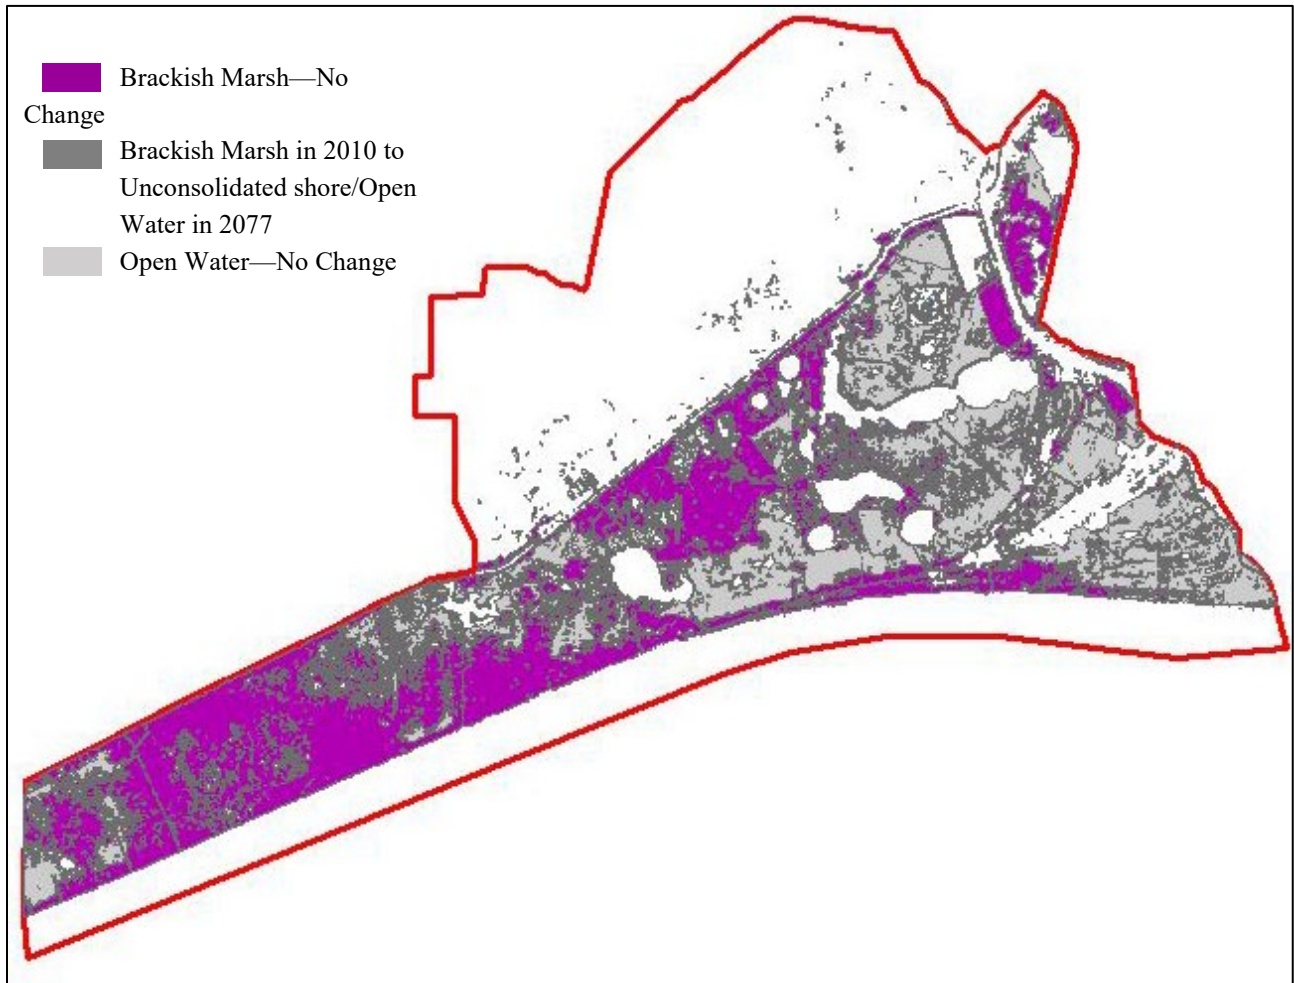 Brackish Marsh—No
Change
Brackish Marsh in 2010 to
Unconsolidated shore/Open
Water in 2077
Open Water—No Change